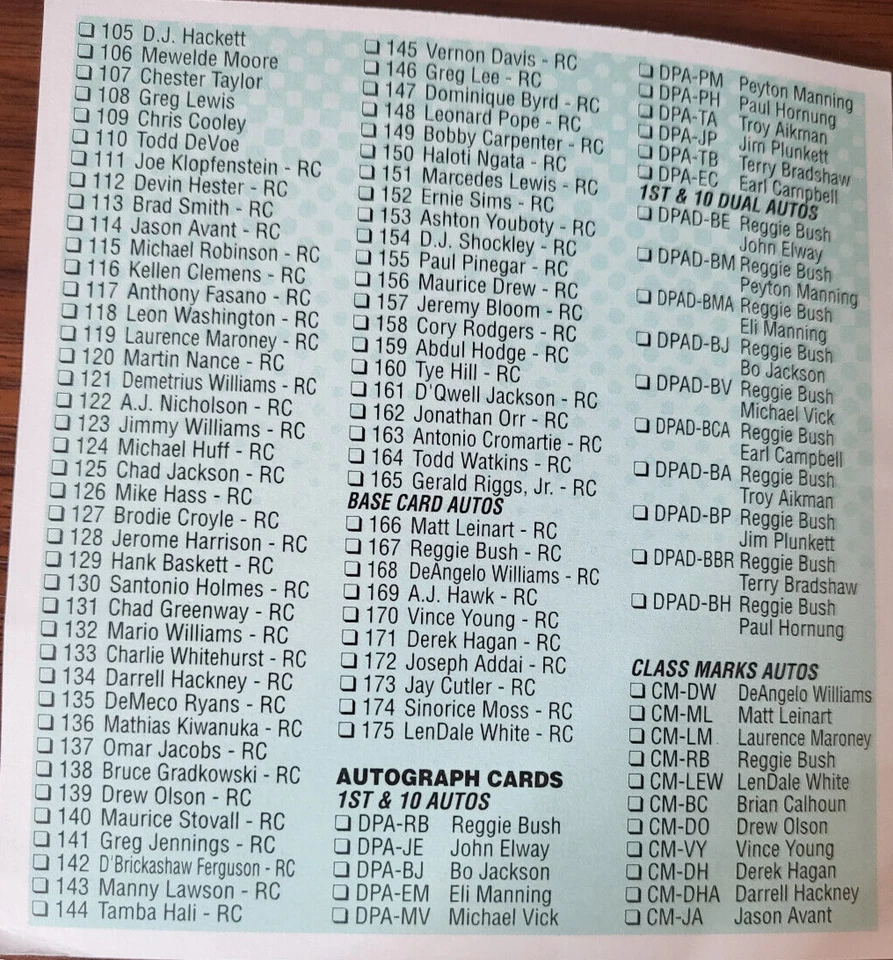 ❏ 105 D.J. Hackett
❏ 106 Mewelde Moore
❏ 107 Chester Taylor
❏ 108 Greg Lewis
❏ 109 Chris Cooley
❏ 110 Todd DeVoe
❏ 111 Joe Klopfenstein - RC
❏ 112 Devin Hester - RC
❏ 113 Brad Smith - RC
❏ 114 Jason Avant - RC
❏ 115 Michael Robinson - RC
❏ 116 Kellen Clemens - RC
❏ 117 Anthony Fasano - RC
❏ 118 Leon Washington - RC
❏ 119 Laurence Maroney - RC
❏ 120 Martin Nance - RC
❏ 121 Demetrius Williams - RC
❏ 122 A.J. Nicholson - RC
❏ 123 Jimmy Williams - RC
❏ 124 Michael Huff - RC
❏ 125 Chad Jackson - RC
❏ 126 Mike Hass - RC
❏ 127 Brodie Croyle - RC
❏ 128 Jerome Harrison - RC
❏ 129 Hank Baskett - RC
❏ 130 Santonio Holmes - RC
❏ 131 Chad Greenway - RC
❏ 132 Mario Williams - RC
❏ 133 Charlie Whitehurst - RC
❏ 134 Darrell Hackney - RC
❏ 135 DeMeco Ryans - RC
❏ 136 Mathias Kiwanuka - RC
❏ 137 Omar Jacobs - RC
❏ 138 Bruce Gradkowski - RC
❏ 139 Drew Olson - RC
❏ 140 Maurice Stovall - RC
❏ 141 Greg Jennings - RC
❏ 142 D'Brickashaw Ferguson - RC
❏ 143 Manny Lawson - RC
❏ 144 Tamba Hali - RC
❏ 145 Vernon Davis - RC
❏ 146 Greg Lee - RC
❏ 147 Dominique Byrd - RC
❏ 148 Leonard Pope - RC
❏ 149 Bobby Carpenter - RC
❏ 150 Haloti Ngata - RC
❏ 151 Marcedes Lewis - RC
❏ 152 Ernie Sims - RC
❏ 153 Ashton Youboty - RC
❏ 154 D.J. Shockley - RC
❏ 155 Paul Pinegar - RC
❏ 156 Maurice Drew - RC
❏ 157 Jeremy Bloom - RC
❏ 158 Cory Rodgers - RC
❏ 159 Abdul Hodge - RC
❏ 160 Tye Hill - RC
❏ 161 D'Qwell Jackson - RC
❏ 162 Jonathan Orr - RC
❏ 163 Antonio Cromartie - RC
❏ 164 Todd Watkins - RC
❏ 165 Gerald Riggs, Jr. - RC
BASE CARD AUTOS
❏ 166 Matt Leinart - RC
❏ 167 Reggie Bush - RC
❏ 168 DeAngelo Williams - RC
❏ 169 A.J. Hawk - RC
❏ 170 Vince Young - RC
❏ 171 Derek Hagan - RC
❏ 172 Joseph Addai - RC
❏ 173 Jay Cutler - RC
❏ 174 Sinorice Moss - RC
❏ 175 LenDale White - RC
AUTOGRAPH CARDS
1ST & 10 AUTOS
❏ DPA-RB Reggie Bush
❏ DPA-JE John Elway
❏ DPA-BJ Bo Jackson
❏ DPA-EM Eli Manning
❏ DPA-MV Michael Vick
❏ DPA-PM Peyton Manning
❏ DPA-PH Paul Hornung
❏ DPA-TA Troy Aikman
❏ DPA-JP Jim Plunkett
❏ DPA-TB Terry Bradshaw
❏ DPA-EC Earl Campbell
1ST & 10 DUAL AUTOS
❏ DPAD-BE Reggie Bush
John Elway
❏ DPAD-BM Reggie Bush
Peyton Manning
❏ DPAD-BMA Reggie Bush
Eli Manning
❏ DPAD-BJ Reggie Bush
Bo Jackson
❏ DPAD-BV Reggie Bush
Michael Vick
❏ DPAD-BCA Reggie Bush
Earl Campbell
❏ DPAD-BA Reggie Bush
Troy Aikman
❏ DPAD-BP Reggie Bush
Jim Plunkett
❏ DPAD-BBR Reggie Bush
Terry Bradshaw
❏ DPAD-BH Reggie Bush
Paul Hornung
CLASS MARKS AUTOS
❏ CM-DW DeAngelo Williams
❏ CM-ML Matt Leinart
❏ CM-LM Laurence Maroney
❏ CM-RB Reggie Bush
❏ CM-LEW LenDale White
❏ CM-BC Brian Calhoun
❏ CM-DO Drew Olson
❏ CM-VY Vince Young
❏ CM-DH Derek Hagan
❏ CM-DHA Darrell Hackney
❏ CM-JA Jason Avant